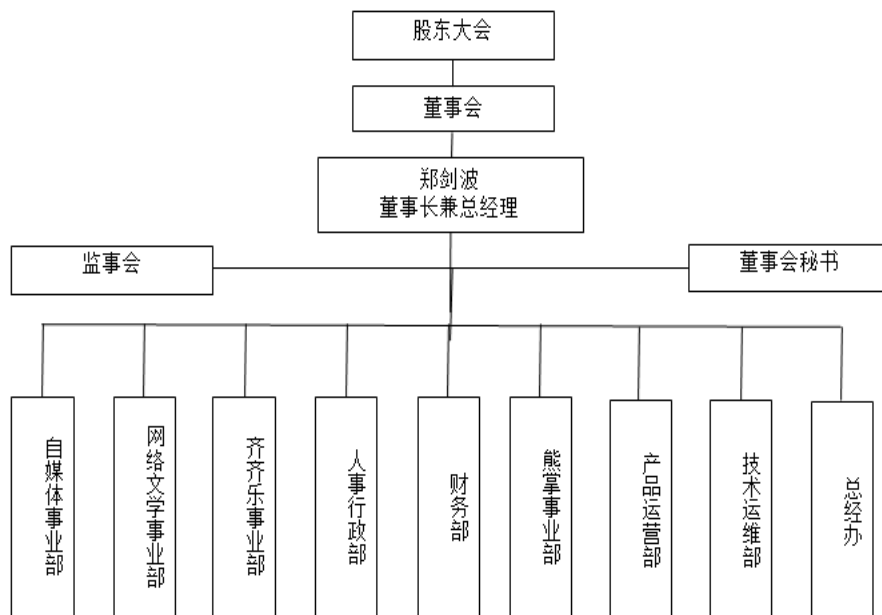 股东大会
董事会
郑剑波
董事长兼总经理
监事会
董事会秘书
自媒体事业部
网络文学事业部
齐齐乐事业部
人事行政部
财务部
熊掌事业部
产品运营部
技术运维部
总经办